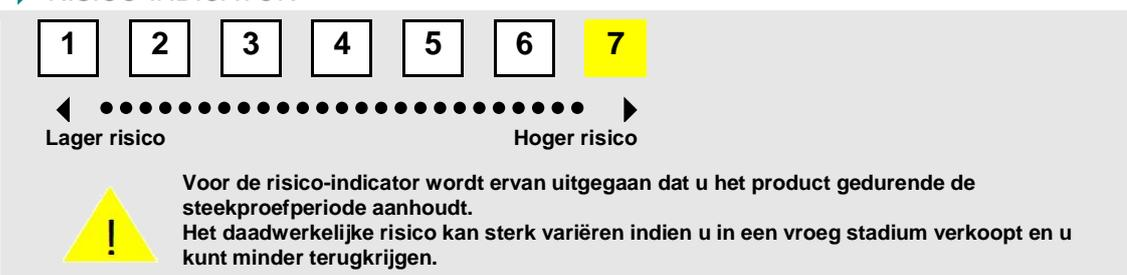 1 2 3 4 5 6 7
Lager risico Hoger risico
!
Voor de risico-indicator wordt ervan uitgegaan dat u het product gedurende de
steekproefperiode aanhoudt.
Het daadwerkelijke risico kan sterk variëren indien u in een vroeg stadium verkoopt en u
kunt minder terugkrijgen.